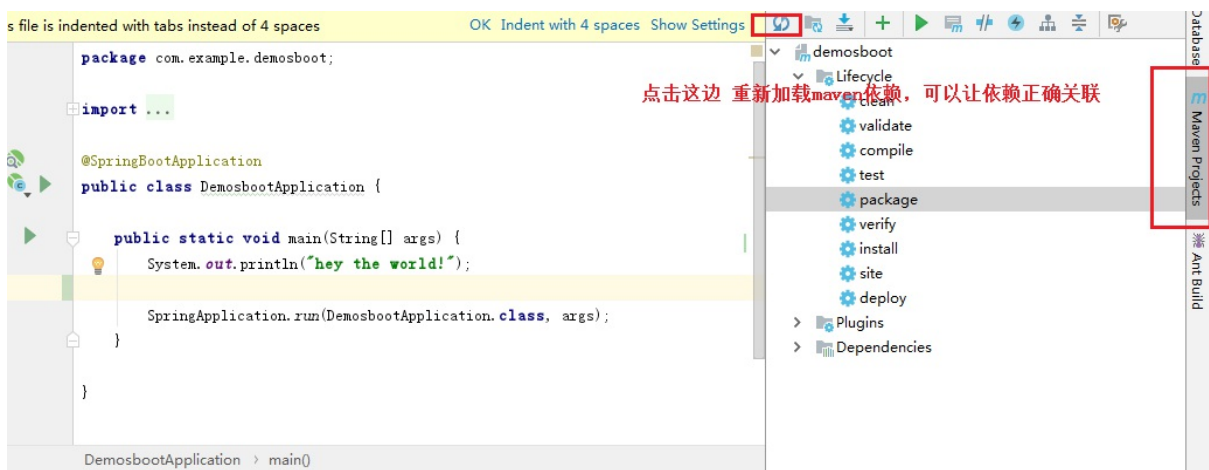 s file is indented with tabs instead of 4 spaces
OK Indent with 4 spaces Show Settings
package com.example.demosboot;
import ...
@SpringBootApplication
public class DemosbootApplication {
public static void main(String[] args) {
System.out.println("hey the world!");
SpringApplication.run(DemosbootApplication.class, args);
}
}
DemosbootApplication > main()
demosboot
Lifecycle
点击这边 重新加载maven依赖，可以让依赖正确关联
clean
validate
compile
test
package
verify
install
site
deploy
Plugins
Dependencies
Database
m Maven Projects
Ant Build